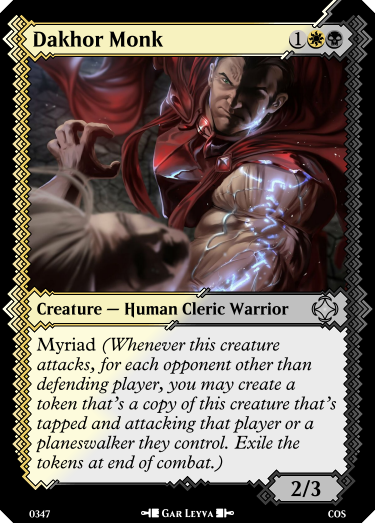 Dakhor Monk 1
Creature — Human Cleric Warrior
Myriad (Whenever this creature
attacks, for each opponent other than
defending player, you may create a
token that's a copy of this creature that's
tapped and attacking that player or a
planeswalker they control. Exile the
tokens at end of combat.)
2/3
0347 GAR LEYVA COS